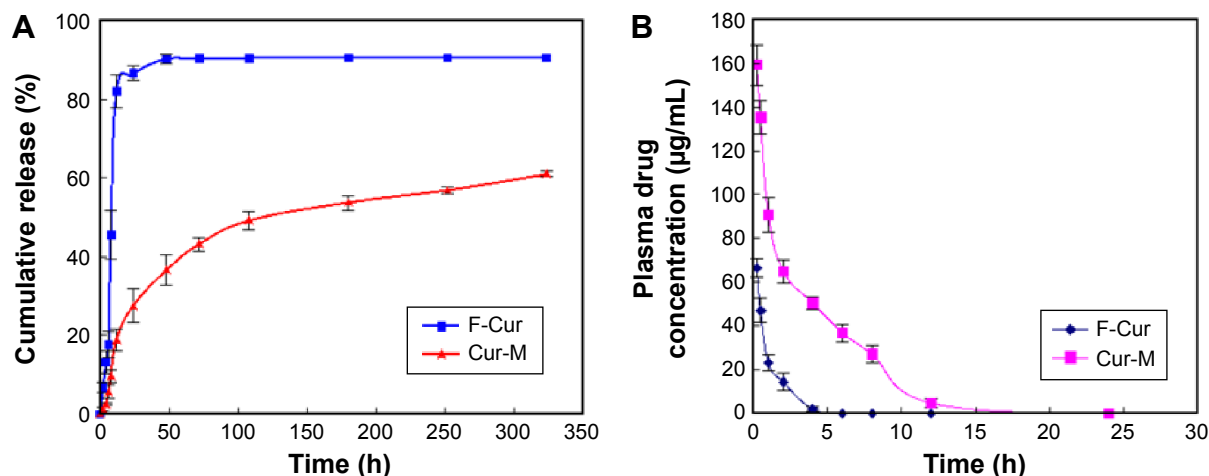 A
Cumulative release (%)
100
80
60
40
20
0
F-Cur
Cur-M
0 50 100 150 200 250 300 350
Time (h)
B
Plasma drug
concentration (µg/mL)
180
160
140
120
100
80
60
40
20
0
F-Cur
Cur-M
0 5 10 15 20 25 30
Time (h)